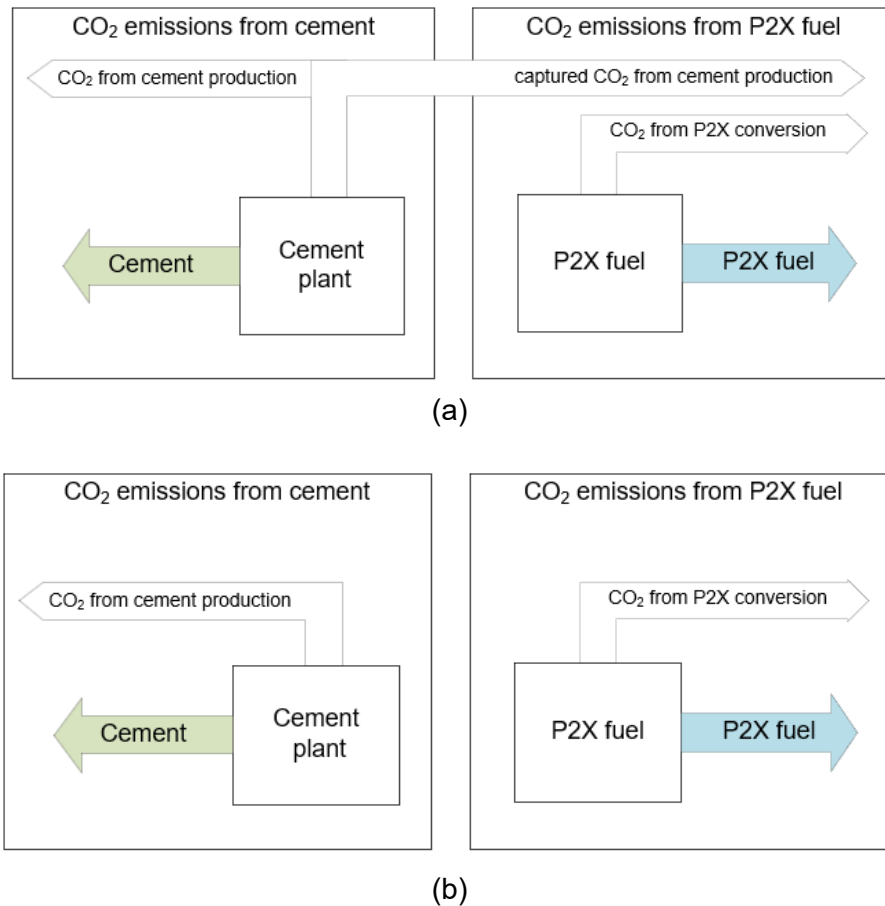 CO₂ emissions from cement
CO₂ emissions from P2X fuel
CO₂ from cement production
captured CO₂ from cement production
CO₂ from P2X conversion
Cement
Cement
plant
P2X fuel
P2X fuel
(a)
CO₂ emissions from cement
CO₂ emissions from P2X fuel
CO₂ from cement production
CO₂ from P2X conversion
Cement
Cement
plant
P2X fuel
P2X fuel
(b)